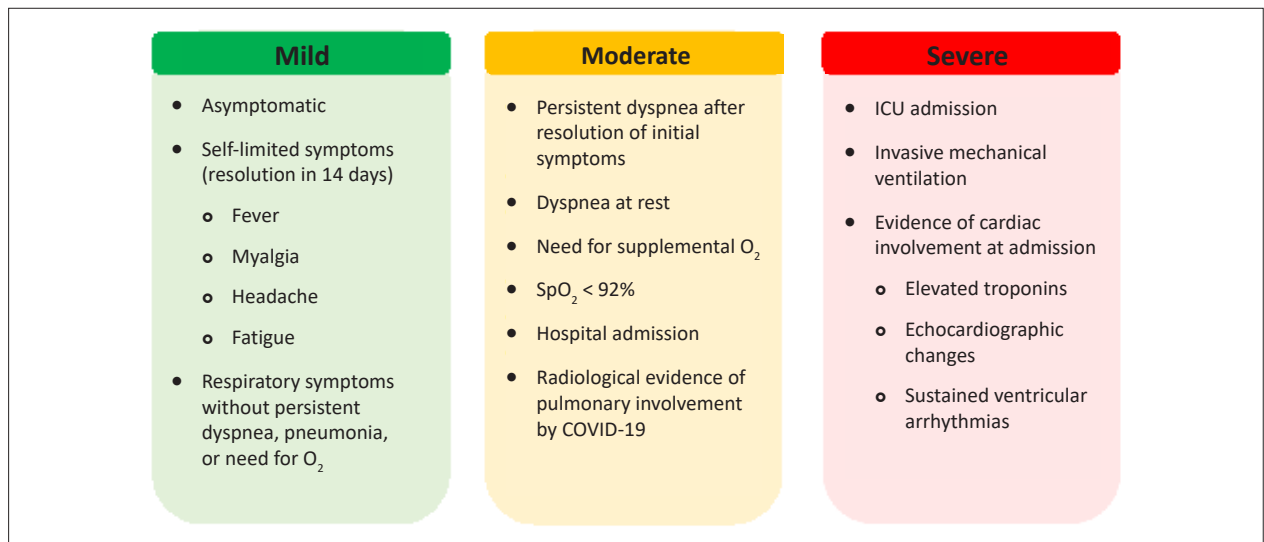 Mild
• Asymptomatic
• Self-limited symptoms
(resolution in 14 days)
o Fever
o Myalgia
o Headache
o Fatigue
• Respiratory symptoms
without persistent
dyspnea, pneumonia,
or need for O₂
Moderate
• Persistent dyspnea after
resolution of initial
symptoms
• Dyspnea at rest
• Need for supplemental O₂
• SpO₂ < 92%
• Hospital admission
• Radiological evidence of
pulmonary involvement
by COVID-19
Severe
• ICU admission
• Invasive mechanical
ventilation
• Evidence of cardiac
involvement at admission
o Elevated troponins
o Echocardiographic
changes
o Sustained ventricular
arrhythmias